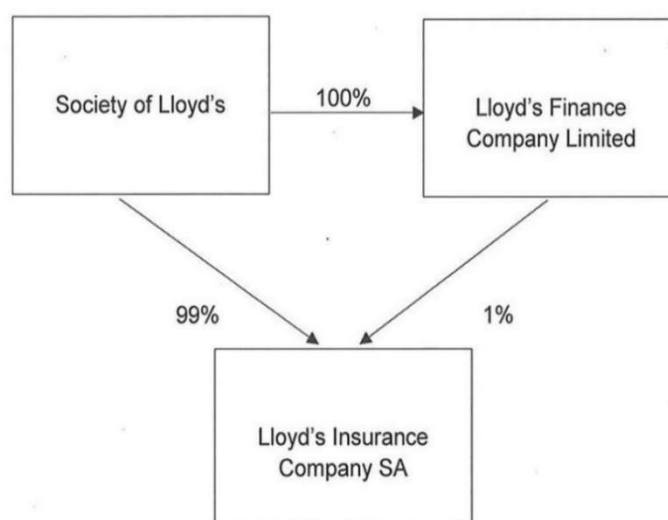 Society of Lloyd's
100%
Lloyd's Finance
Company Limited
99%
1%
Lloyd's Insurance
Company SA